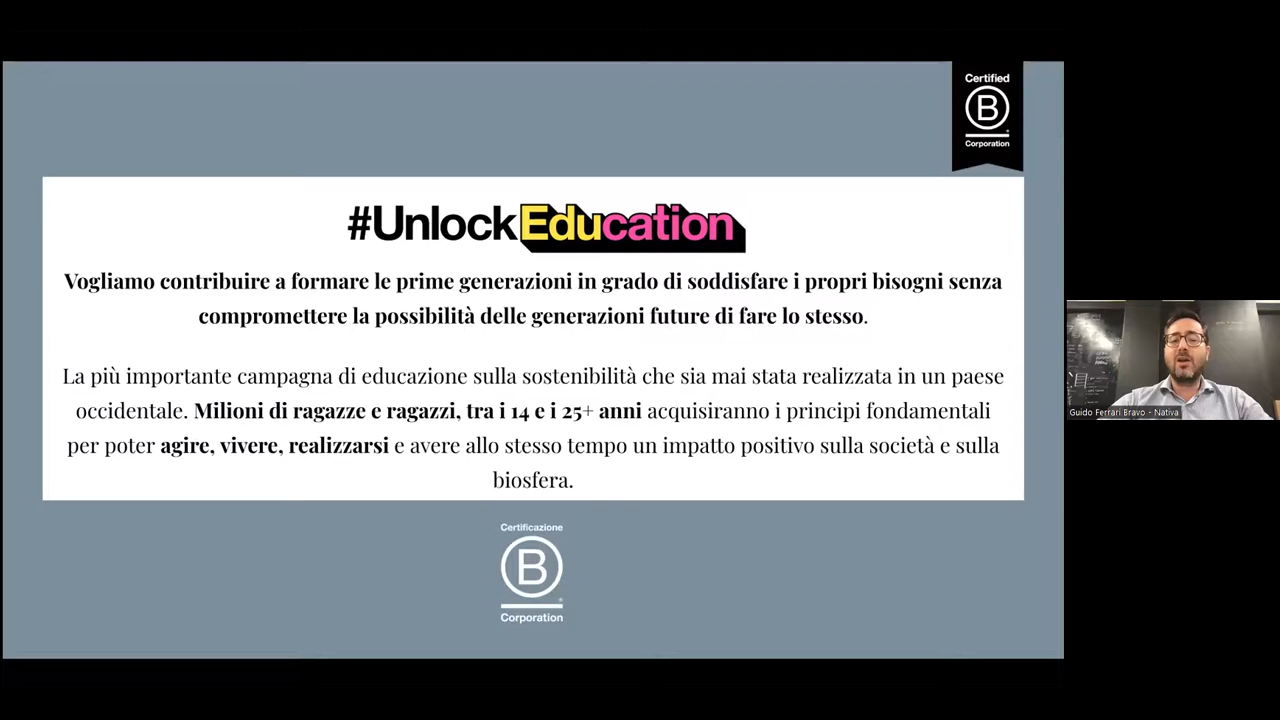 Certified
B
Corporation
#UnlockEducation
Vogliamo contribuire a formare le prime generazioni in grado di soddisfare i propri bisogni senza
compromettere la possibilità delle generazioni future di fare lo stesso.
La più importante campagna di educazione sulla sostenibilità che sia mai stata realizzata in un paese
occidentale. Milioni di ragazze e ragazzi, tra i 14 e i 25+ anni acquisiranno i principi fondamentali
per poter agire, vivere, realizzarsi e avere allo stesso tempo un impatto positivo sulla società e sulla
biosfera.
Guido Ferrari Bravo - Nativa
Certificazione
B
®
Corporation